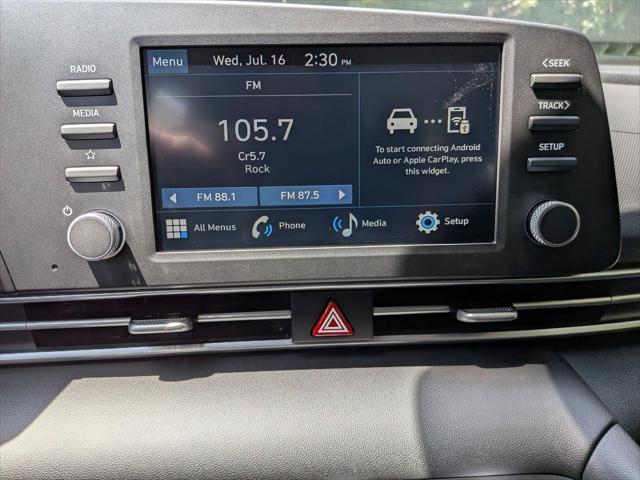 RADIO
MEDIA
Menu
Wed, Jul. 16
2:30 PM
FM
105.7
Cr5.7
Rock
FM 88.1
FM 87.5
To start connecting Android
Auto or Apple CarPlay, press
this widget.
All Menus
Phone
Media
Setup
<SEEK
TRACK>
SETUP